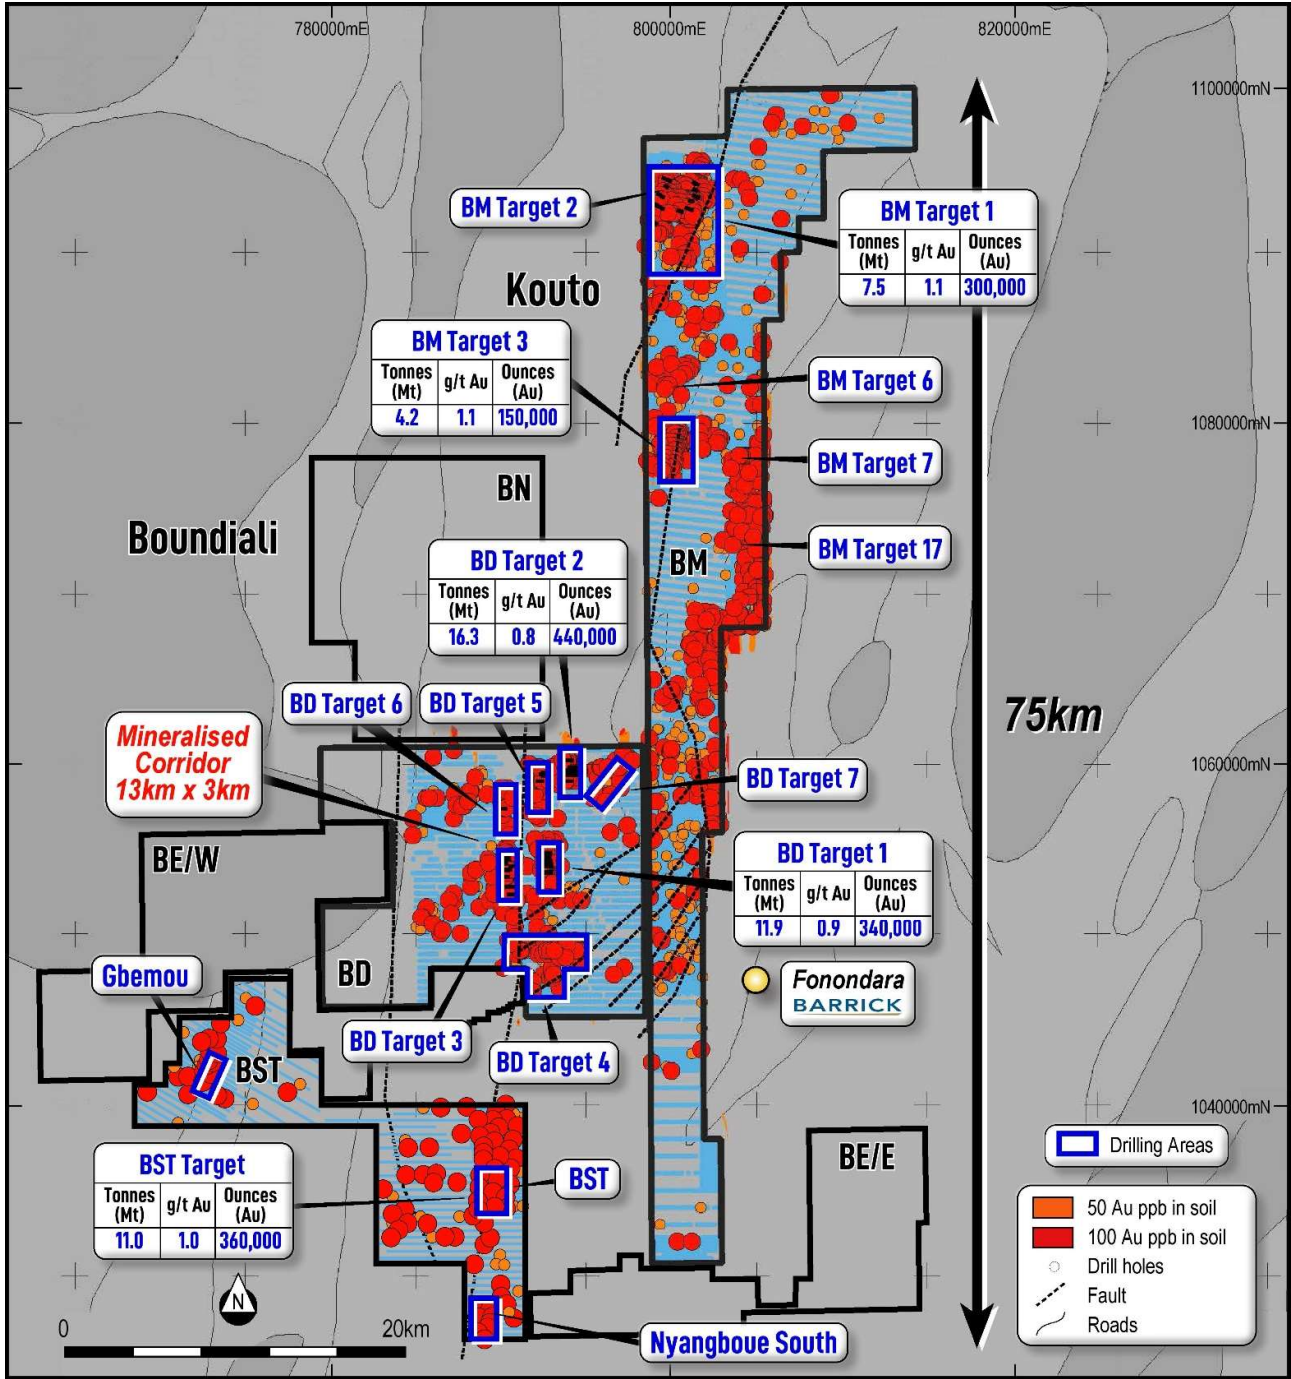 780000mE
800000mE
820000mE
1100000mN
BM Target 2
BM Target 1
Tonnes (Mt) g/t Au Ounces (Au)
7.5 1.1 300,000
Kouto
BM Target 3
Tonnes (Mt) g/t Au Ounces (Au)
4.2 1.1 150,000
BM Target 6
1080000mN
BM Target 7
BN
Boundiali
BM Target 17
BM
BD Target 2
Tonnes (Mt) g/t Au Ounces (Au)
16.3 0.8 440,000
BD Target 6
BD Target 5
75km
Mineralised
Corridor
13km x 3km
BD Target 7
1060000mN
BE/W
BD Target 1
Tonnes (Mt) g/t Au Ounces (Au)
11.9 0.9 340,000
Gbemou
BD
Fonondara
BARRICK
BD Target 3
BD Target 4
BST
1040000mN
BE/E
BST Target
Tonnes (Mt) g/t Au Ounces (Au)
11.0 1.0 360,000
BST
Drilling Areas
50 Au ppb in soil
100 Au ppb in soil
Drill holes
Fault
Roads
N
0 20km
Nyangboue South